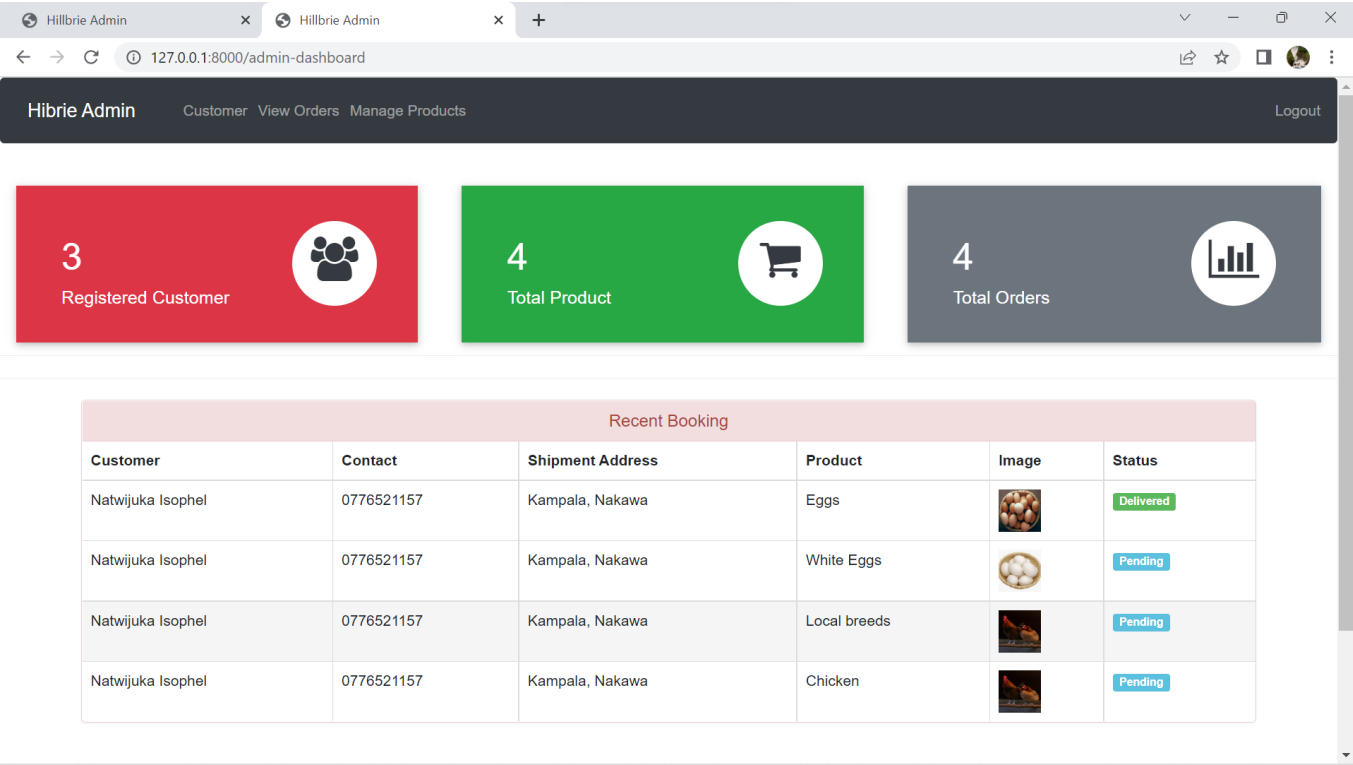 Hillbrie Admin
Hillbrie Admin
127.0.0.1:8000/admin-dashboard
Hibrie Admin Customer View Orders Manage Products Logout
3
Registered Customer
4
Total Product
4
Total Orders
Recent Booking
Customer Contact Shipment Address Product Image Status
Natwijuka Isophel 0776521157 Kampala, Nakawa Eggs Delivered
Natwijuka Isophel 0776521157 Kampala, Nakawa White Eggs Pending
Natwijuka Isophel 0776521157 Kampala, Nakawa Local breeds Pending
Natwijuka Isophel 0776521157 Kampala, Nakawa Chicken Pending